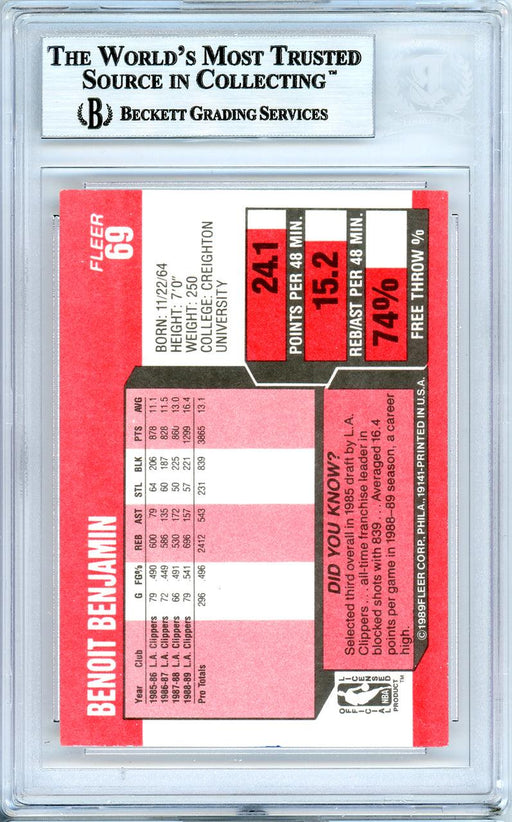 THE WORLD'S MOST TRUSTED
SOURCE IN COLLECTING™
B BECKETT GRADING SERVICES
FLEER
69
BENOIT BENJAMIN
BORN: 11/22/64
HEIGHT: 7'0"
WEIGHT: 250
COLLEGE: CREIGHTON
UNIVERSITY
24.1
POINTS PER 48 MIN.
15.2
REB/AST PER 48 MIN.
74%
FREE THROW %
Year Club G FG% REB AST STL BLK PTS AVG
1985-86 L.A. Clippers 79 490 600 79 64 206 878 11.1
1986-87 L.A. Clippers 72 449 586 135 60 187 828 11.5
1987-88 L.A. Clippers 66 491 530 172 50 225 860 13.0
1988-89 L.A. Clippers 79 541 696 157 57 221 1299 16.4
Pro Totals 296 496 2412 543 231 839 3865 13.1
DID YOU KNOW?
Selected third overall in 1985 draft by L.A.
Clippers . . . all-time franchise leader in
blocked shots with 839 . . . Averaged 16.4
points per game in 1988–89 season, a career
high.
OFFICIAL LICENSED
NBA
PRODUCT™
©1989 FLEER CORP., PHILA., 19141-PRINTED IN U.S.A.